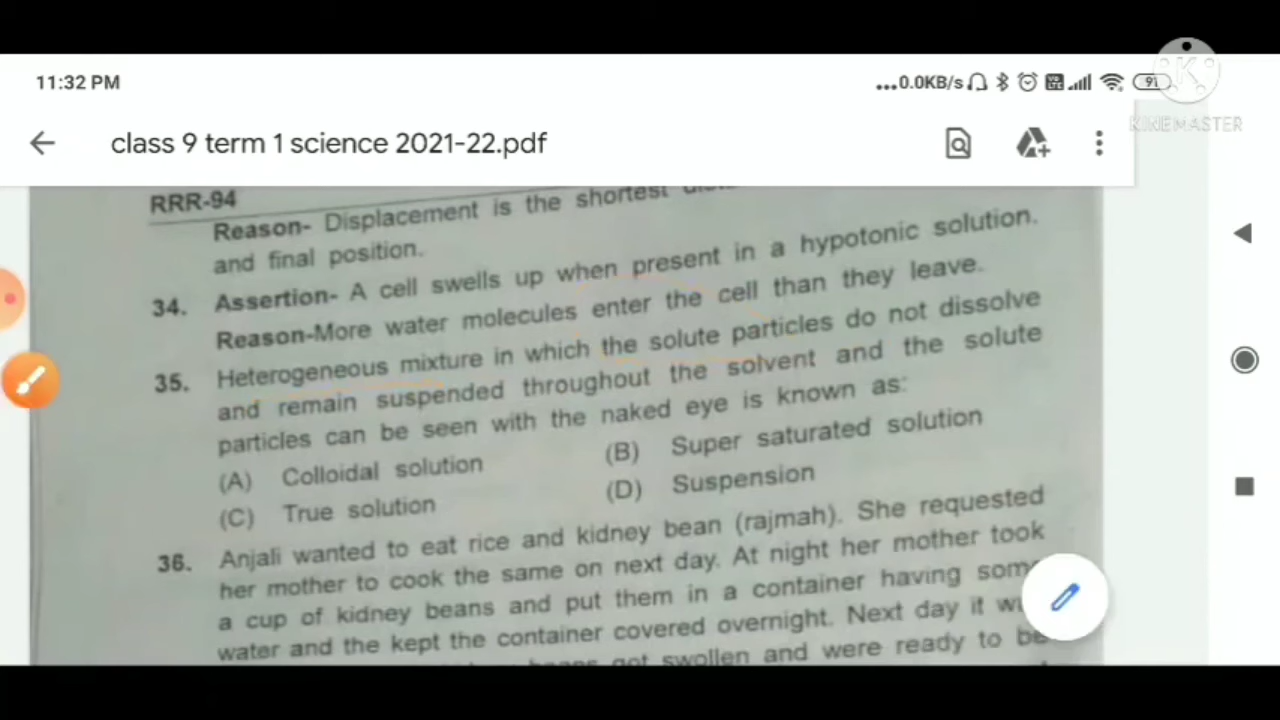 11:32 PM
...0.0KB/s
91
KINEMASTER
class 9 term 1 science 2021-22.pdf
RRR-94
Reason- Displacement is the shortest
and final position.
34. Assertion- A cell swells up when present in a hypotonic solution.
Reason-More water molecules enter the cell than they leave.
35. Heterogeneous mixture in which the solute particles do not dissolve
and remain suspended throughout the solvent and the solute
particles can be seen with the naked eye is known as:
(A) Colloidal solution (B) Super saturated solution
(C) True solution (D) Suspension
36. Anjali wanted to eat rice and kidney bean (rajmah). She requested
her mother to cook the same on next day. At night her mother took
a cup of kidney beans and put them in a container having
water and the kept the container covered overnight. Next day it
got swollen and were ready to be